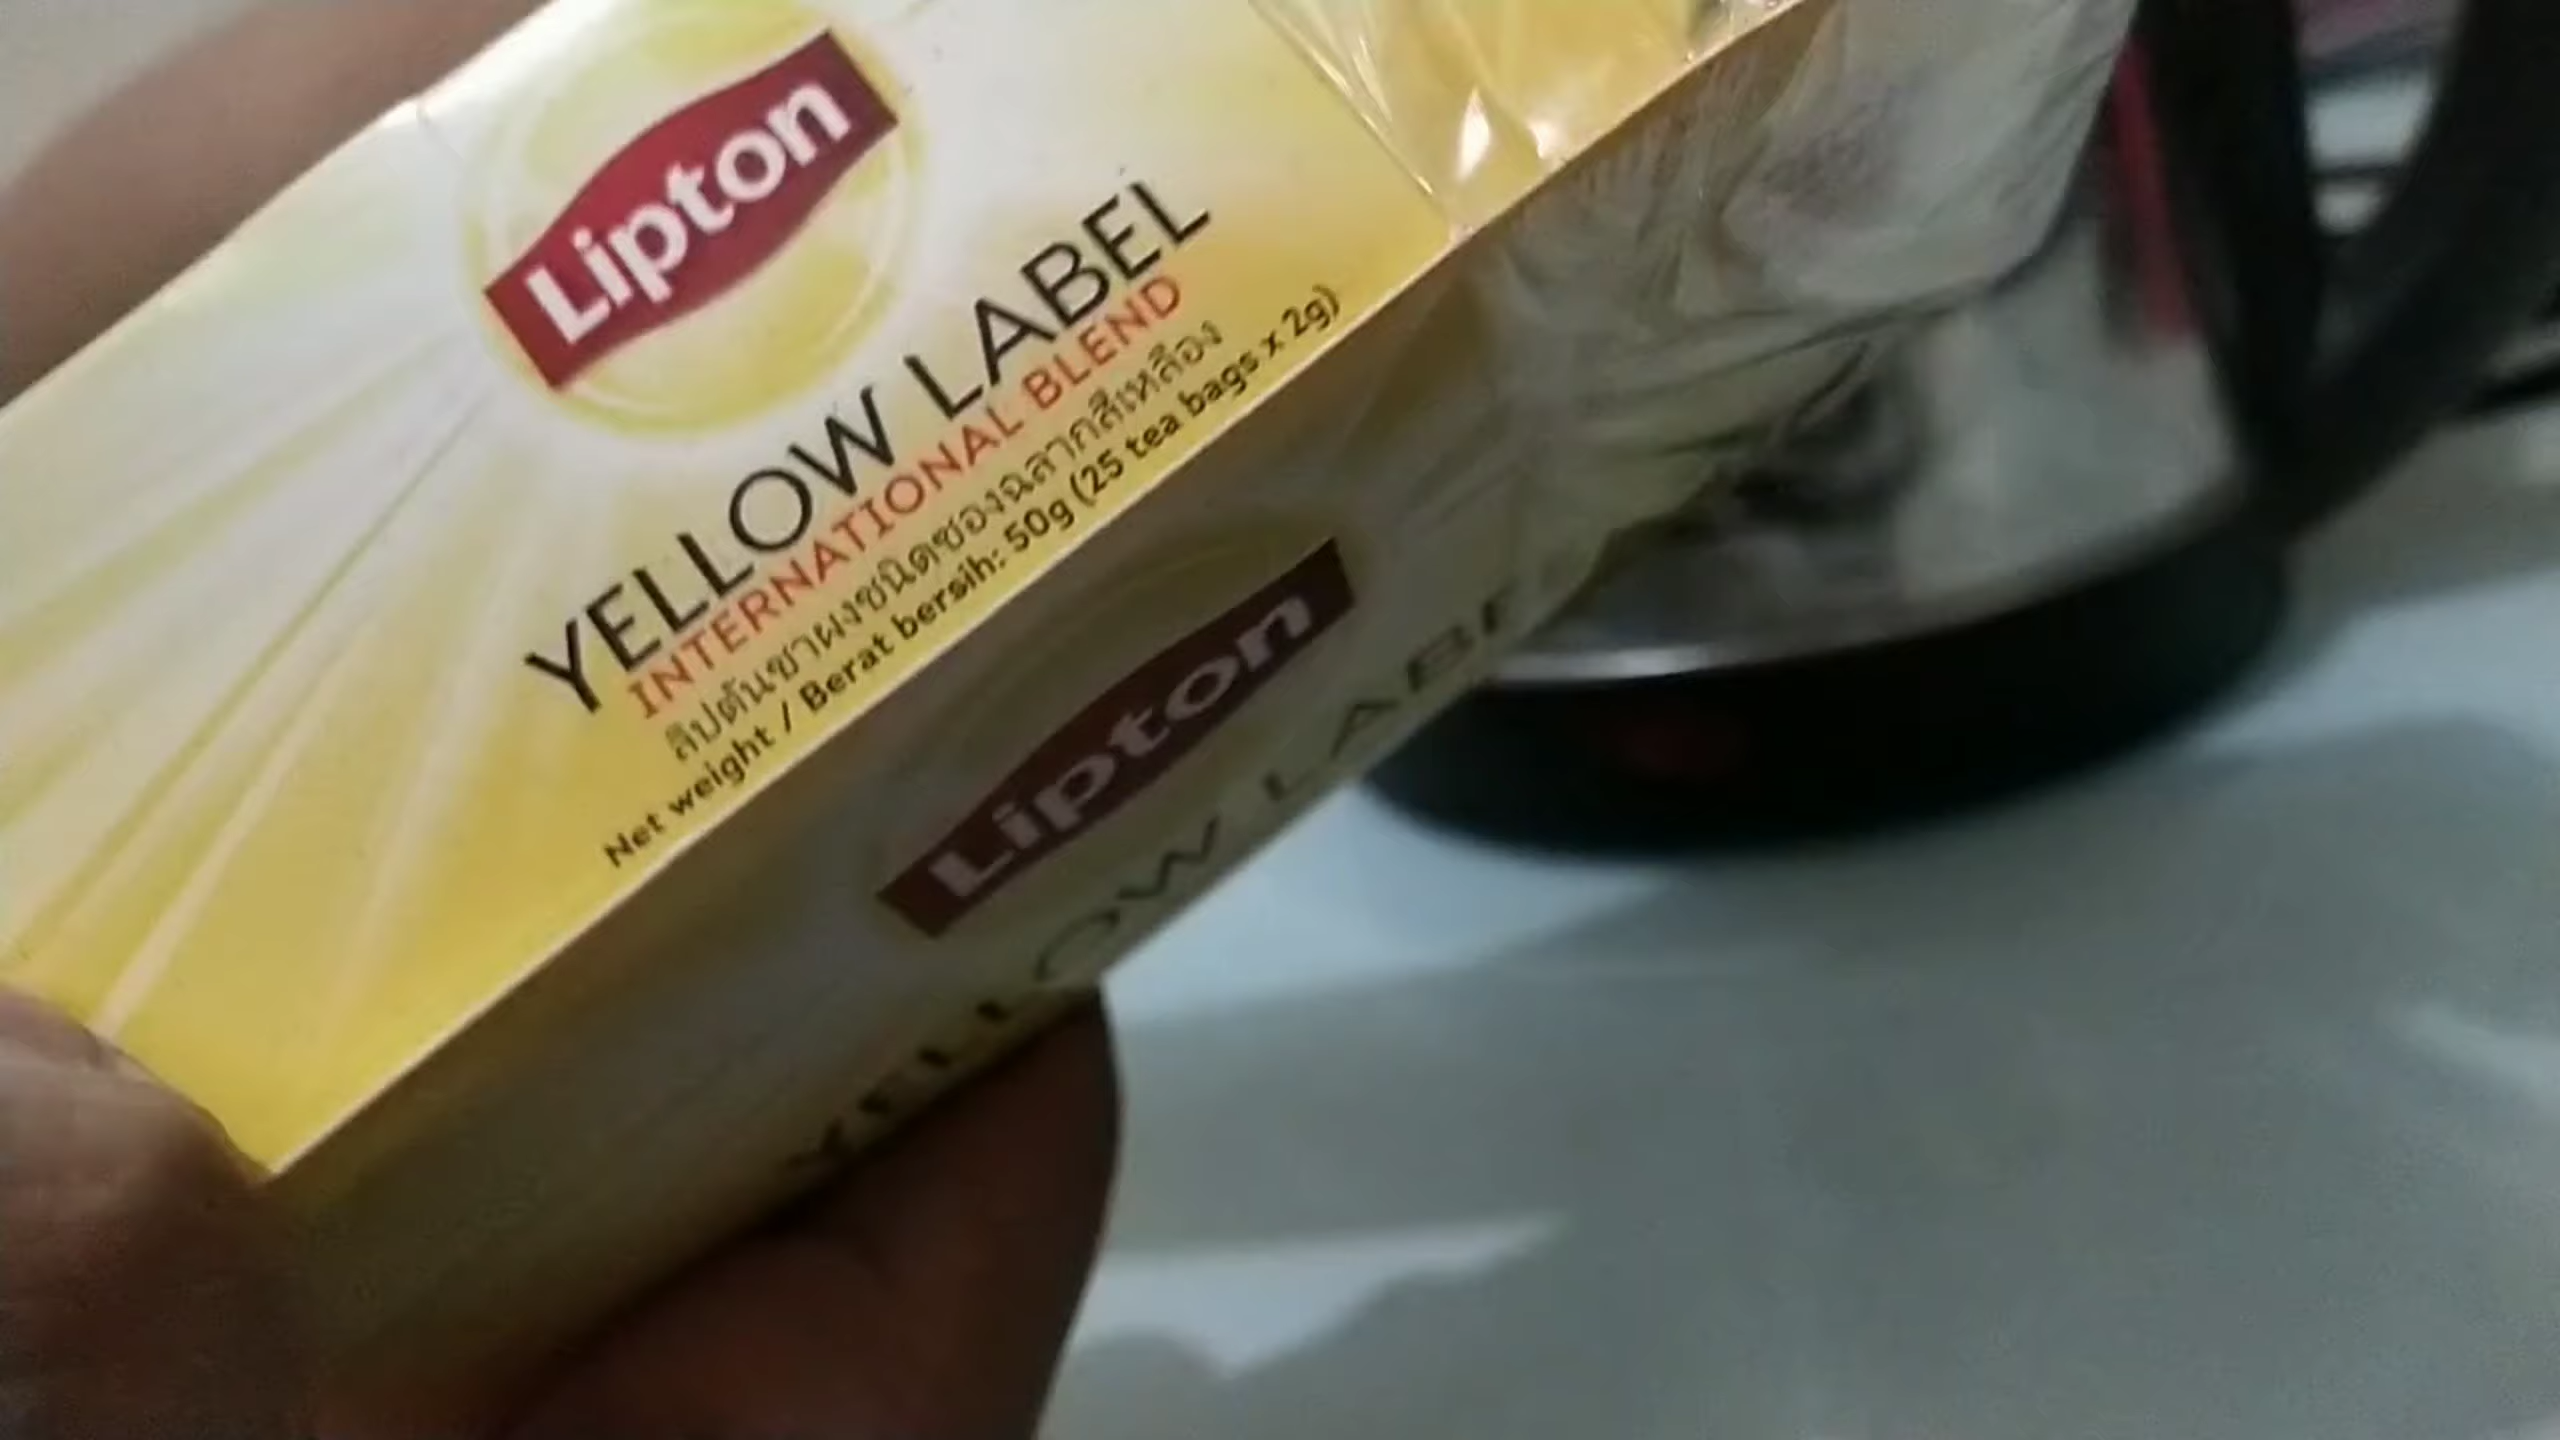 Lipton
YELLOW LABEL
INTERNATIONAL BLEND
ลิปตันชาผงชนิดซองฉลากสีเหลือง
Net weight / Berat bersih: 50g (25 tea bags x 2g)
Lipton
YELLOW LABE